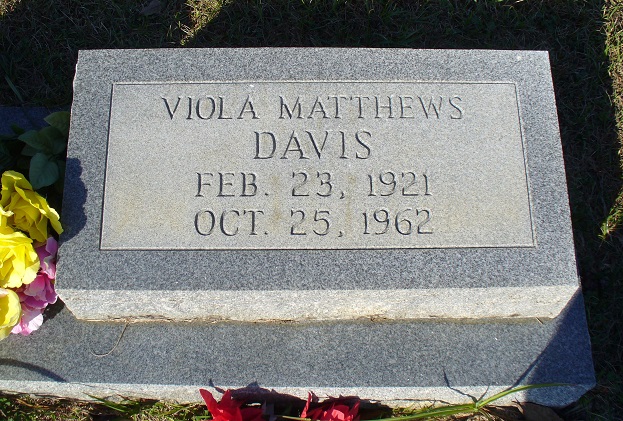 VIOLA MATTHEWS
DAVIS
FEB. 23, 1921
OCT. 25, 1962